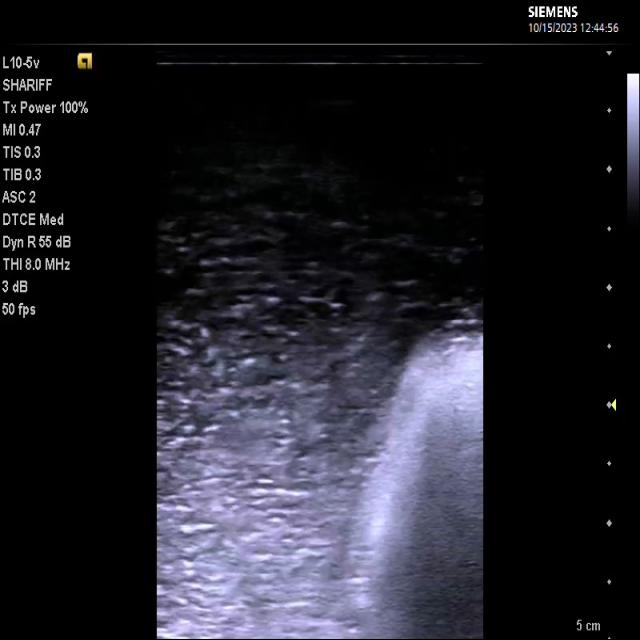 SIEMENS
10/15/2023 12:44:56
L10-5v
SHARIFF
Tx Power 100%
MI 0.47
TIS 0.3
TIB 0.3
ASC 2
DTCE Med
Dyn R 55 dB
THI 8.0 MHz
3 dB
50 fps
5 cm